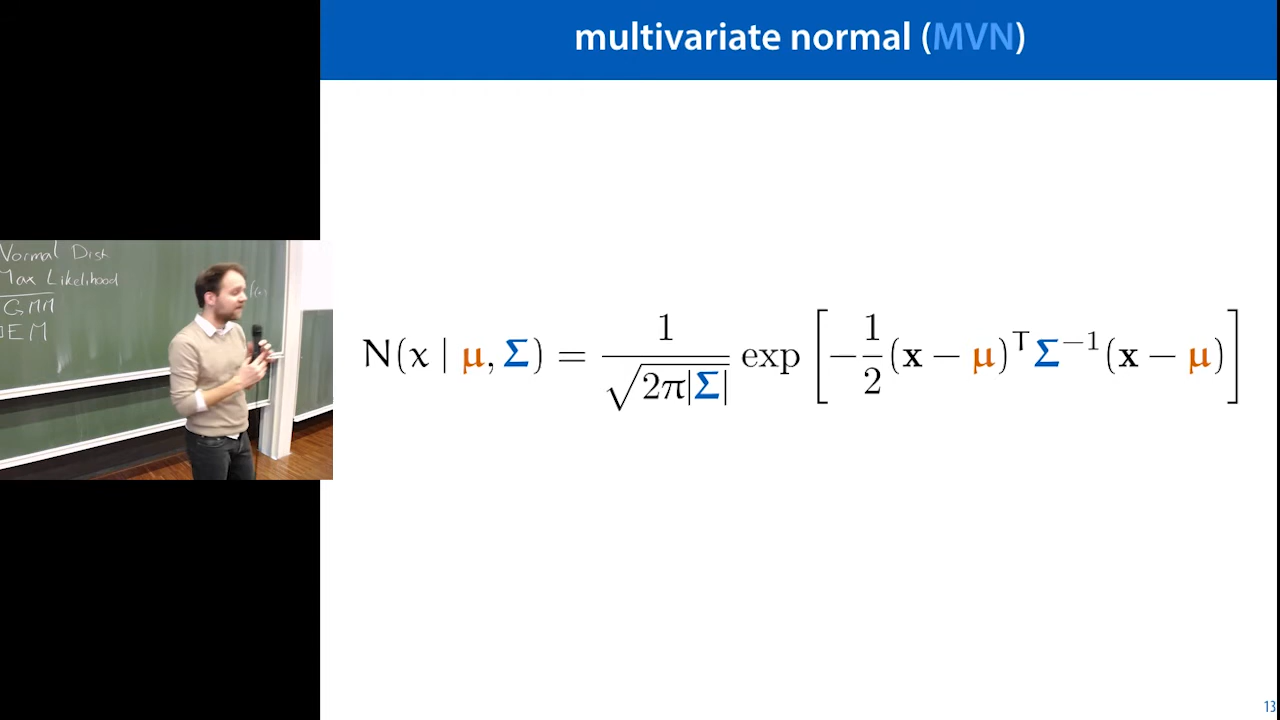 multivariate normal (MVN)
Normal Dist
Max Likelihood
GMM
EM
N(x | μ, Σ) = 1 / √2π|Σ| exp [ −1/2 (x − μ)ᵀ Σ⁻¹ (x − μ) ]
13